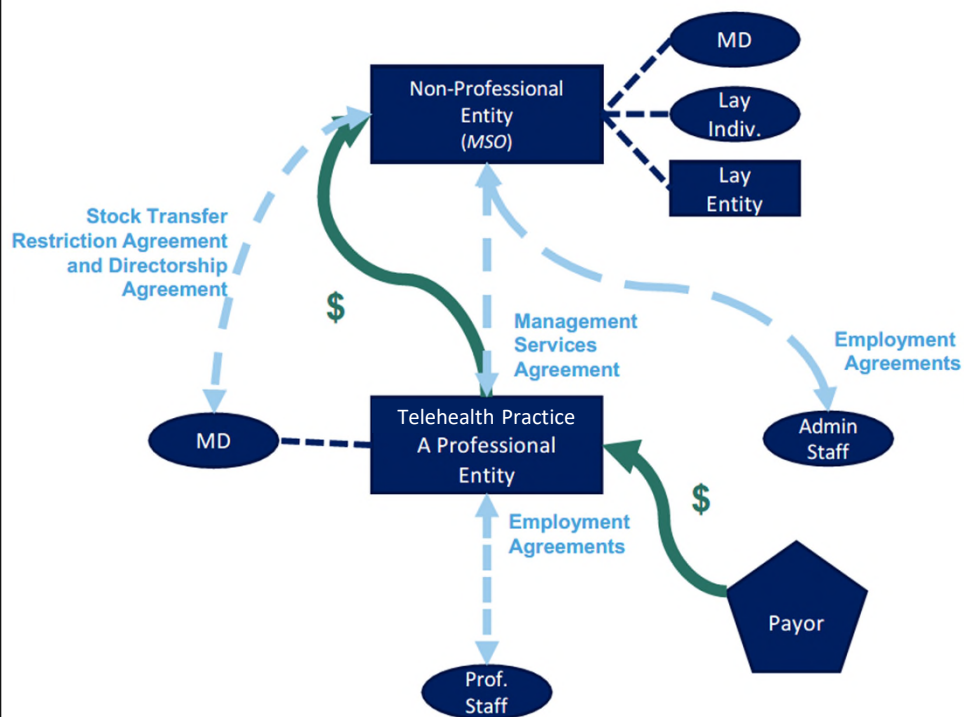 MD
Non-Professional
Entity
(MSO)
Lay
Indiv.
Lay
Entity
Stock Transfer
Restriction Agreement
and Directorship
Agreement
$
Management
Services
Agreement
Employment
Agreements
MD
Telehealth Practice
A Professional
Entity
Admin
Staff
$
Employment
Agreements
Payor
Prof.
Staff